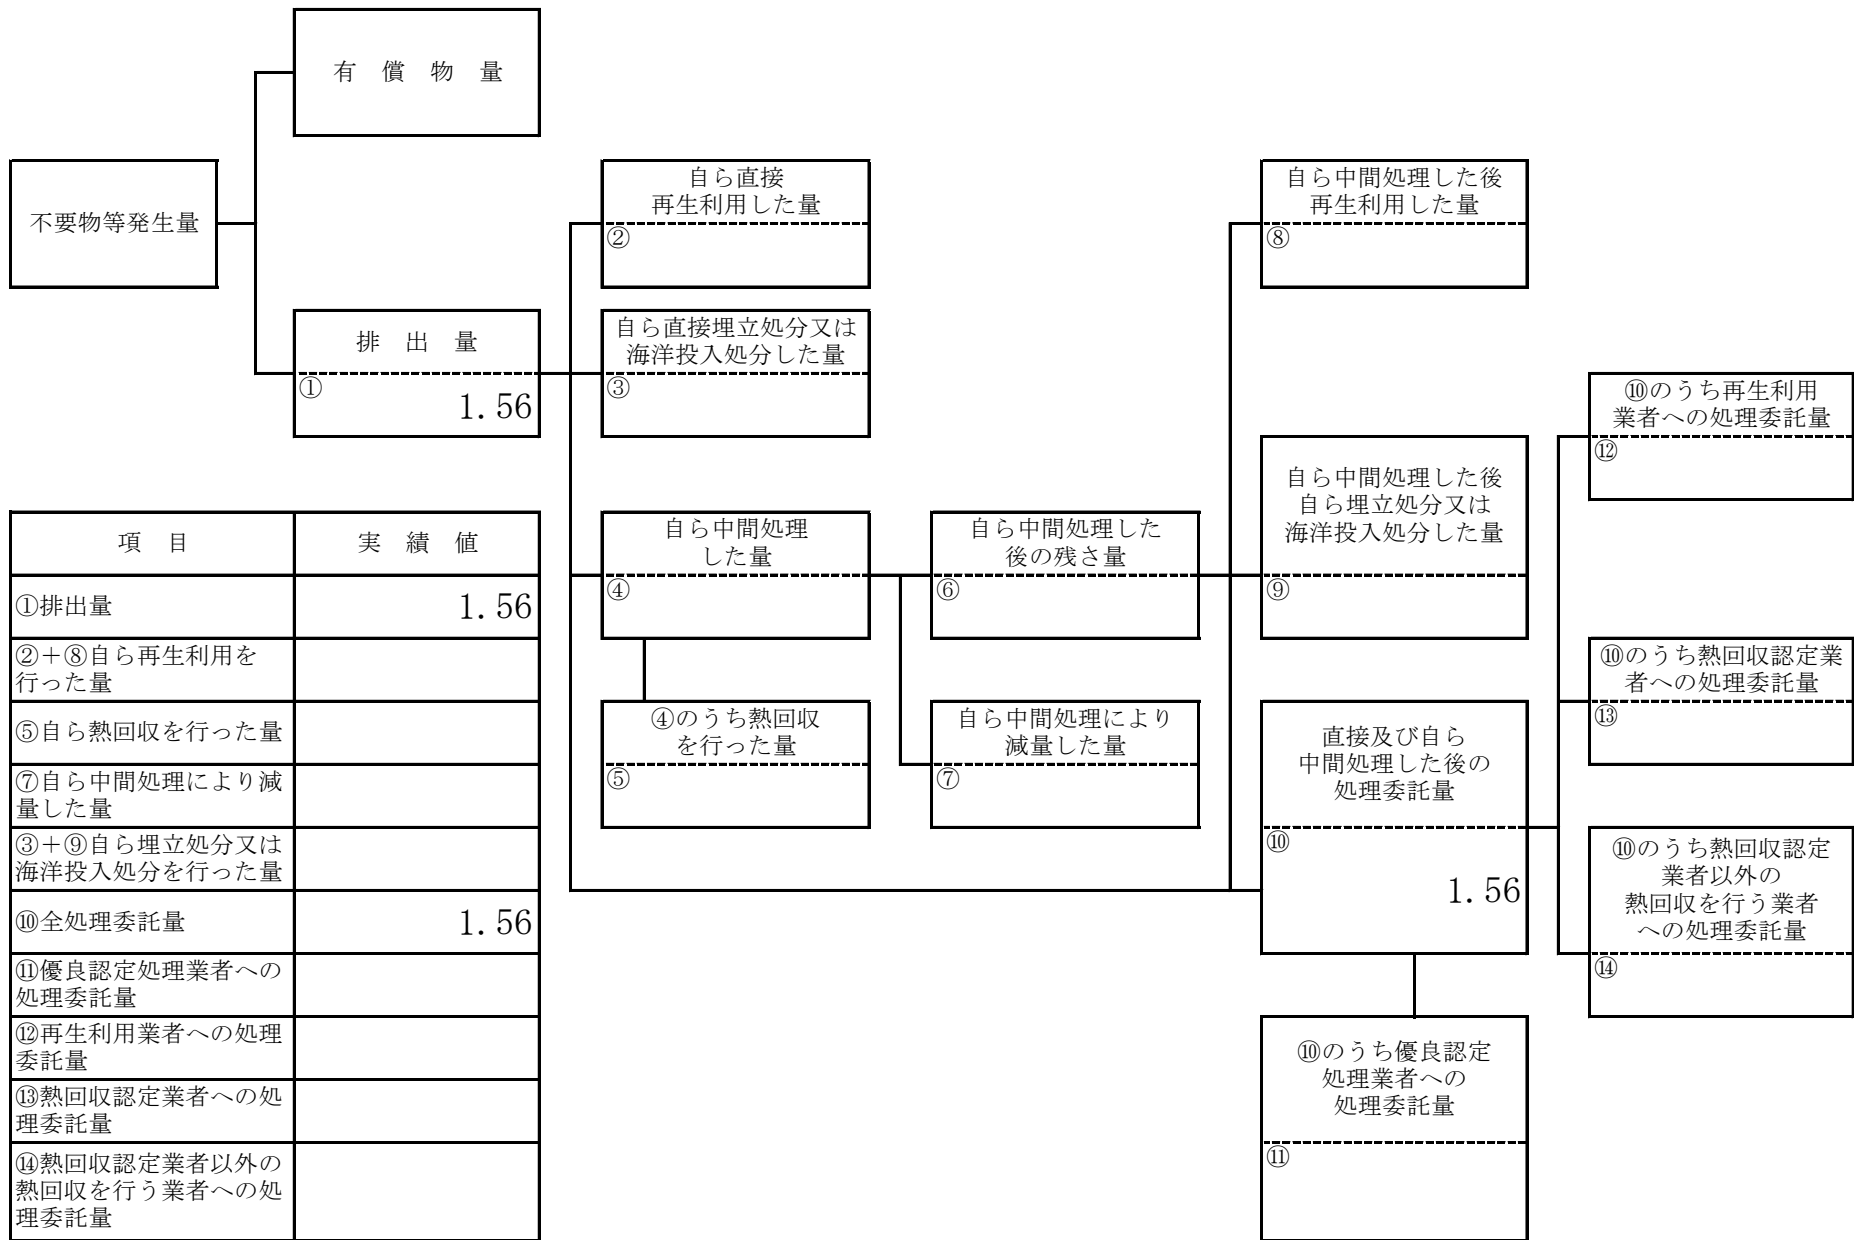 有　償　物　量
不要物等発生量
排　出　量
①
1.56
自ら直接
再生利用した量
②
自ら直接埋立処分又は
海洋投入処分した量
③
自ら中間処理
した量
④
④のうち熱回収
を行った量
⑤
自ら中間処理した
後の残さ量
⑥
自ら中間処理により
減量した量
⑦
自ら中間処理した後
再生利用した量
⑧
自ら中間処理した後
自ら埋立処分又は
海洋投入処分した量
⑨
直接及び自ら
中間処理した後の
処理委託量
⑩
1.56
⑩のうち優良認定
処理業者への
処理委託量
⑪
⑩のうち再生利用
業者への処理委託量
⑫
⑩のうち熱回収認定業
者への処理委託量
⑬
⑩のうち熱回収認定
業者以外の
熱回収を行う業者
への処理委託量
⑭
項　目　実　績　値
①排出量　1.56
②＋⑧自ら再生利用を
行った量
⑤自ら熱回収を行った量
⑦自ら中間処理により減
量した量
③＋⑨自ら埋立処分又は
海洋投入処分を行った量
⑩全処理委託量　1.56
⑪優良認定処理業者への
処理委託量
⑫再生利用業者への処理
委託量
⑬熱回収認定業者への処
理委託量
⑭熱回収認定業者以外の
熱回収を行う業者への処
理委託量